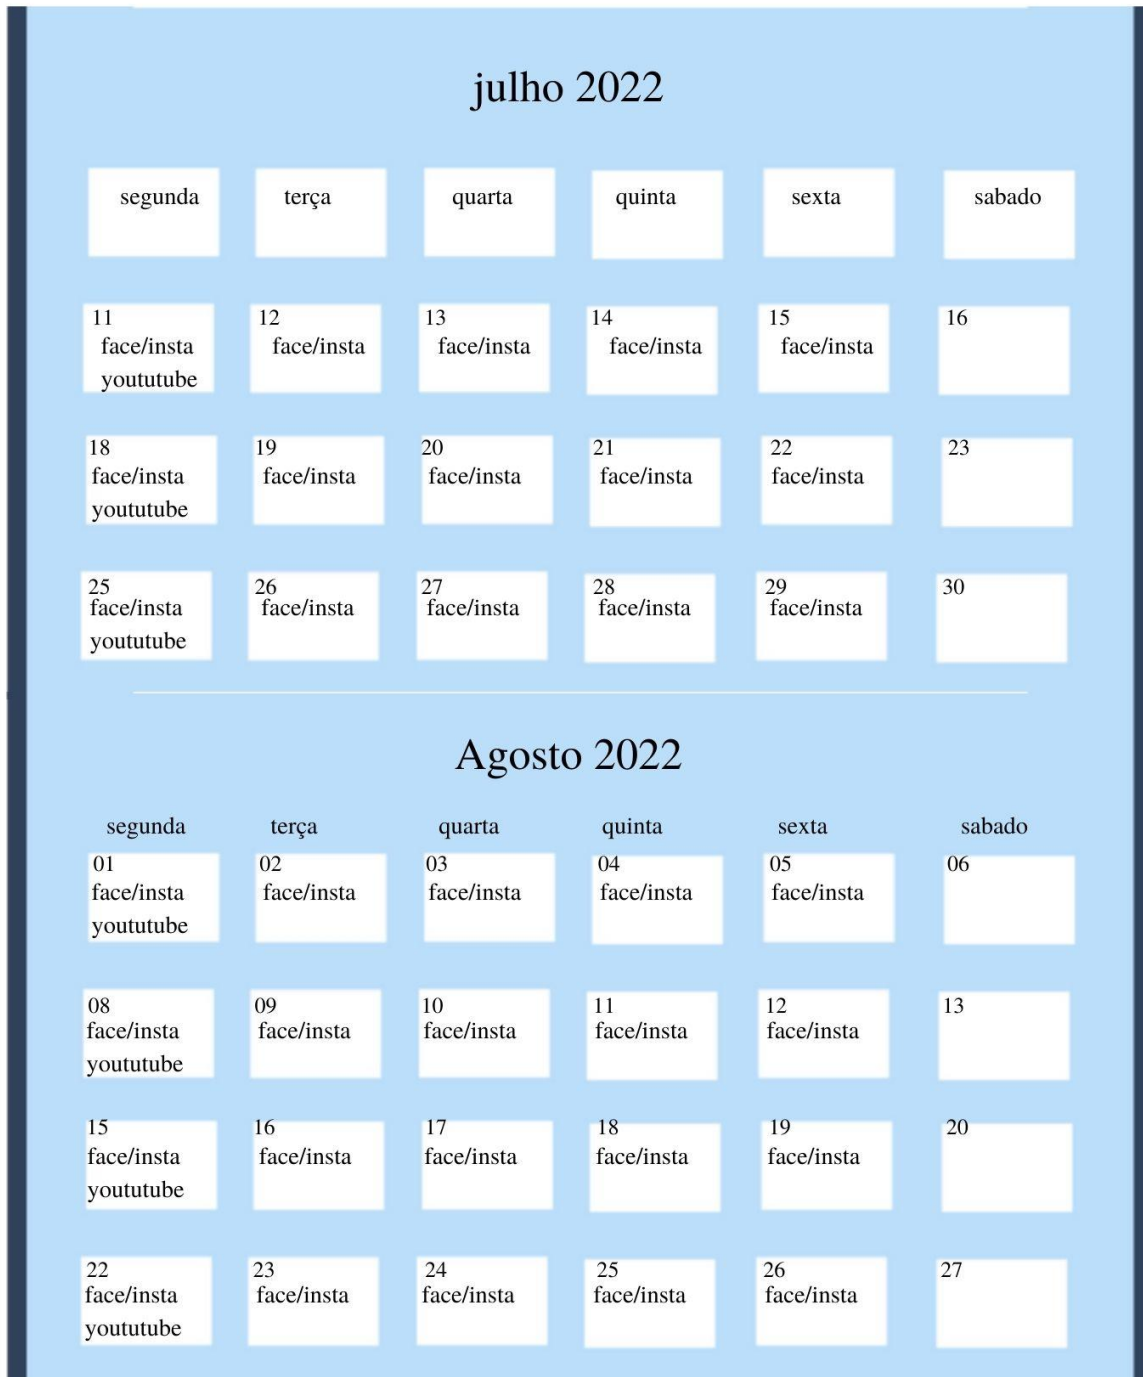 julho 2022
segunda terça quarta quinta sexta sabado
11 12 13 14 15 16
face/insta face/insta face/insta face/insta face/insta
yoututube
18 19 20 21 22 23
face/insta face/insta face/insta face/insta face/insta
yoututube
25 26 27 28 29 30
face/insta face/insta face/insta face/insta face/insta
yoututube
Agosto 2022
segunda terça quarta quinta sexta sabado
01 02 03 04 05 06
face/insta face/insta face/insta face/insta face/insta
yoututube
08 09 10 11 12 13
face/insta face/insta face/insta face/insta face/insta
yoututube
15 16 17 18 19 20
face/insta face/insta face/insta face/insta face/insta
yoututube
22 23 24 25 26 27
face/insta face/insta face/insta face/insta face/insta
yoututube